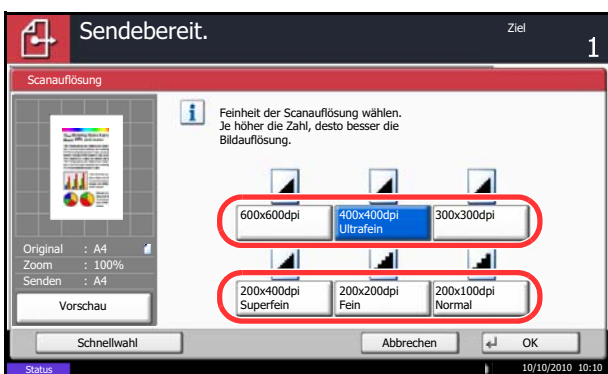 Sendebereit.
Ziel
1
Scanauflösung
Feinheit der Scanauflösung wählen.
Je höher die Zahl, desto besser die
Bildauflösung.
600x600dpi
400x400dpi
Ultrafein
300x300dpi
200x400dpi
Superfein
200x200dpi
Fein
200x100dpi
Normal
Original : A4
Zoom : 100%
Senden : A4
Vorschau
Schnellwahl
Abbrechen
OK
Status
10/10/2010 10:10